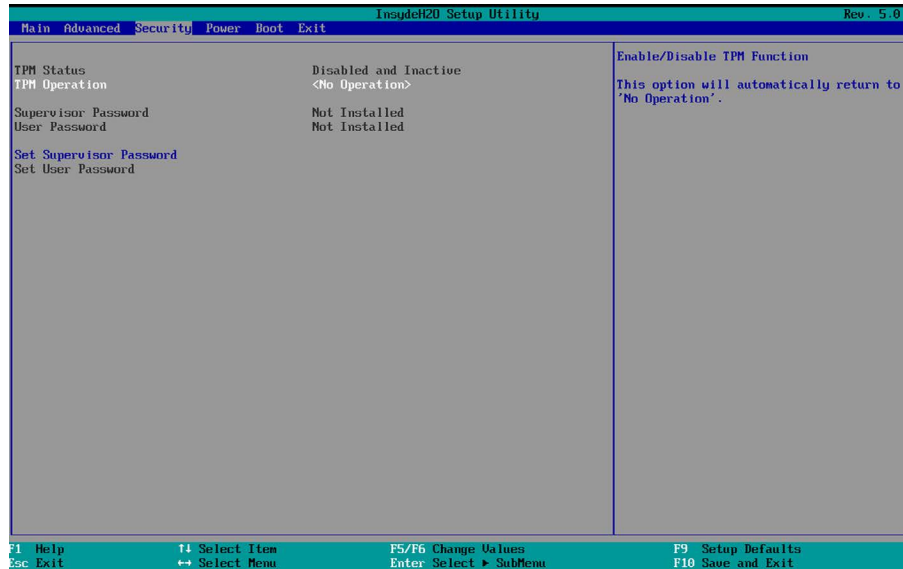 InsydeH20 Setup Utility Rev. 5.0
Main Advanced Security Power Boot Exit
TPM Status Disabled and Inactive
TPM Operation <No Operation>
Supervisor Password Not Installed
User Password Not Installed
Set Supervisor Password
Set User Password
Enable/Disable TPM Function
This option will automatically return to
'No Operation'.
F1 Help ↑↓ Select Item F5/F6 Change Values F9 Setup Defaults
Esc Exit ↔ Select Menu Enter Select ▶ SubMenu F10 Save and Exit